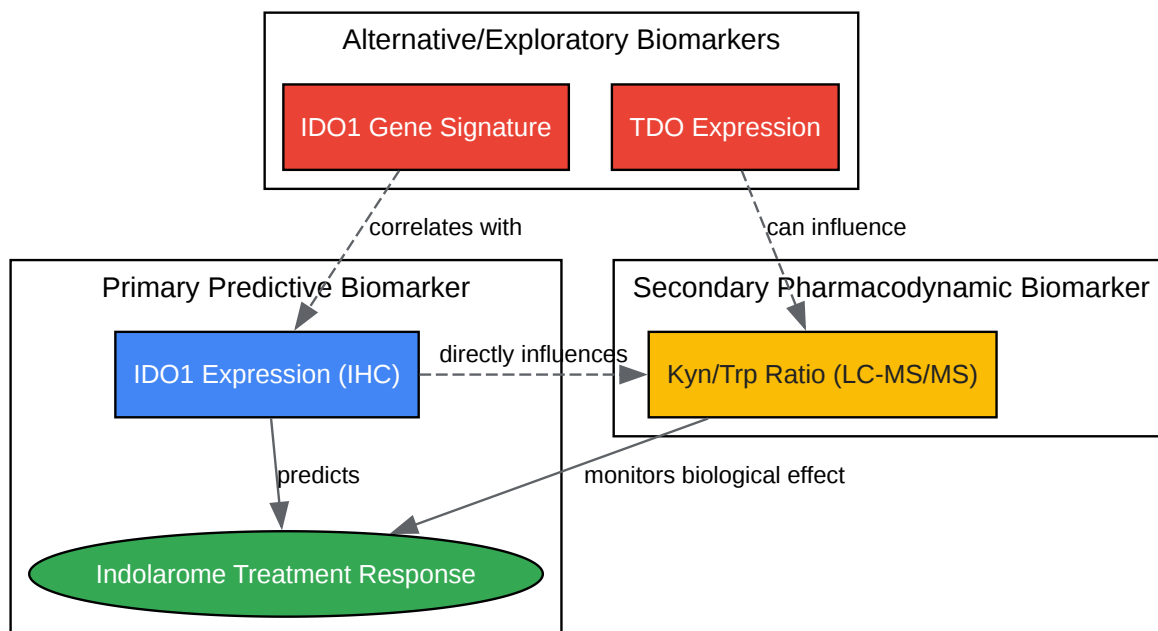 Alternative/Exploratory Biomarkers
IDO1 Gene Signature
TDO Expression
correlates with
can influence
Primary Predictive Biomarker
Secondary Pharmacodynamic Biomarker
IDO1 Expression (IHC)
directly influences
Kyn/Trp Ratio (LC-MS/MS)
predicts
monitors biological effect
Indolarome Treatment Response